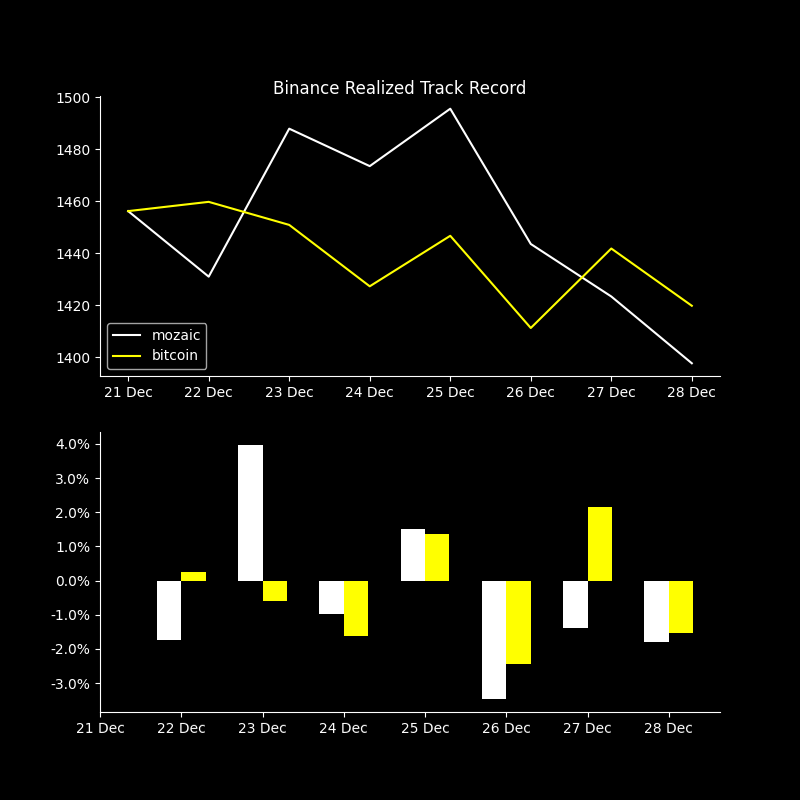 Binance Realized Track Record
1500
1480
1460
1440
1420
1400
mozaic
bitcoin
21 Dec 22 Dec 23 Dec 24 Dec 25 Dec 26 Dec 27 Dec 28 Dec
4.0%
3.0%
2.0%
1.0%
0.0%
-1.0%
-2.0%
-3.0%
21 Dec 22 Dec 23 Dec 24 Dec 25 Dec 26 Dec 27 Dec 28 Dec